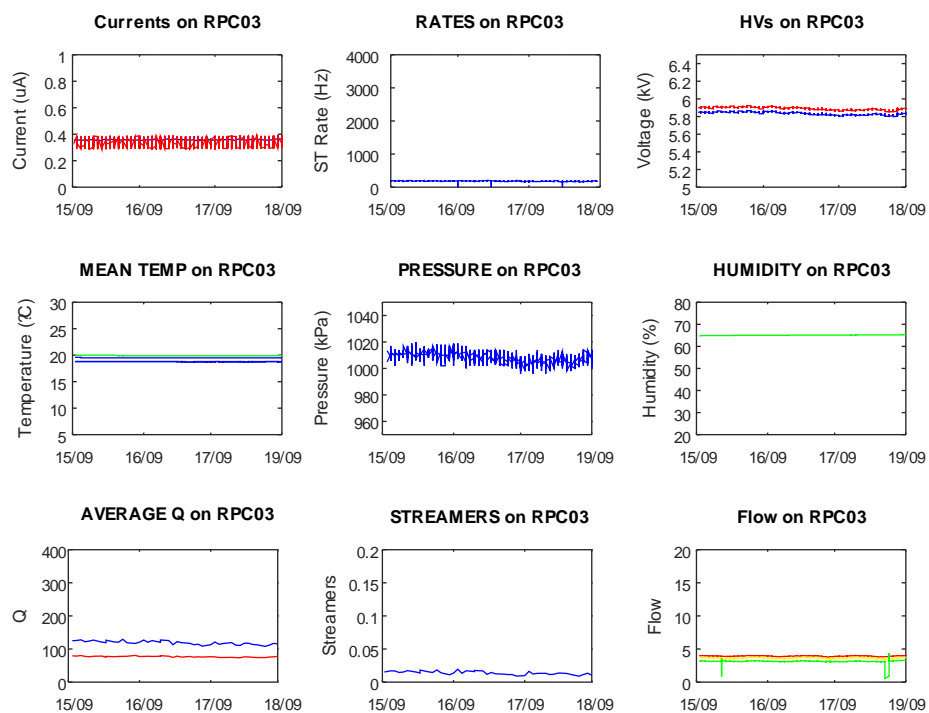 Currents on RPC03
Current (uA)
1
0.8
0.6
0.4
0.2
0
15/09 16/09 17/09 18/09
RATES on RPC03
ST Rate (Hz)
4000
3000
2000
1000
0
15/09 16/09 17/09 18/09
HVs on RPC03
Voltage (kV)
6.4
6.2
6
5.8
5.6
5.4
5.2
5
15/09 16/09 17/09 18/09
MEAN TEMP on RPC03
Temperature (?C)
30
25
20
15
10
5
15/09 16/09 17/09 18/09
PRESSURE on RPC03
Pressure (kPa)
1040
1020
1000
980
960
15/09 16/09 17/09 19/09
HUMIDITY on RPC03
Humidity (%)
80
70
60
50
40
30
20
15/09 16/09 17/09 19/09
AVERAGE Q on RPC03
Q
400
300
200
100
0
15/09 16/09 17/09 18/09
STREAMERS on RPC03
Streamers
0.2
0.15
0.1
0.05
0
15/09 16/09 17/09 18/09
Flow on RPC03
Flow
20
15
10
5
0
15/09 16/09 17/09 19/09